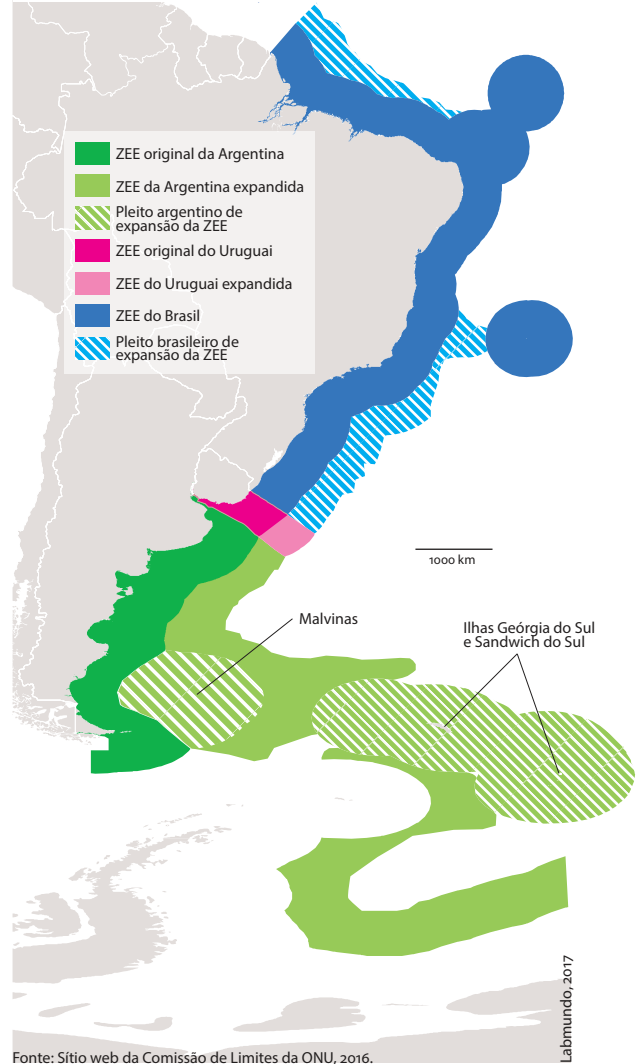 ZEE original da Argentina
ZEE da Argentina expandida
Pleito argentino de
expansão da ZEE
ZEE original do Uruguai
ZEE do Uruguai expandida
ZEE do Brasil
Pleito brasileiro de
expansão da ZEE
1000 km
Malvinas
Ilhas Geórgia do Sul
e Sandwich do Sul
Labmundo, 2017
Fonte: Sítio web da Comissão de Limites da ONU, 2016.